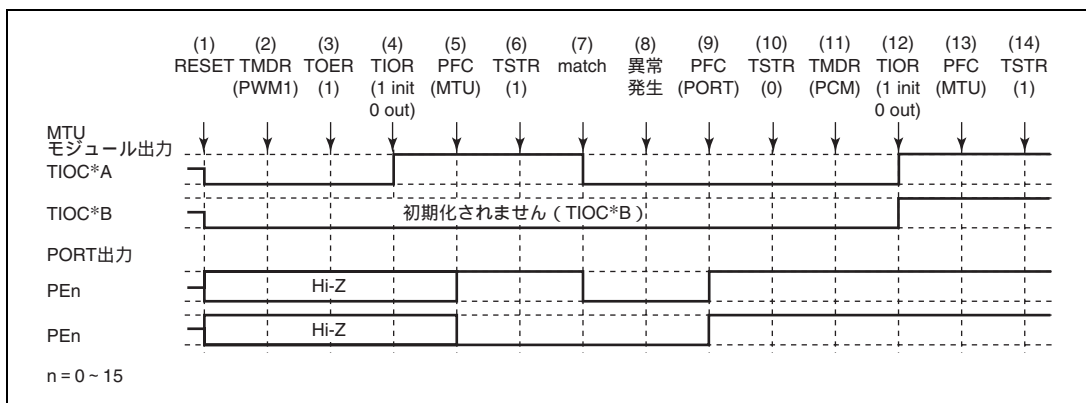 (1) (2) (3) (4) (5) (6) (7) (8) (9) (10) (11) (12) (13) (14)
RESET TMDR TOER TIOR PFC TSTR match 異常 PFC TSTR TMDR TIOR PFC TSTR
(PWM1) (1) (1 init (MTU) (1) 発生 (PORT) (0) (PCM) (1 init (MTU) (1)
0 out) 0 out)
MTU
モジュール出力
TIOC*A
TIOC*B 初期化されません(TIOC*B)
PORT出力
PEn Hi-Z
PEn Hi-Z
n = 0 ~ 15